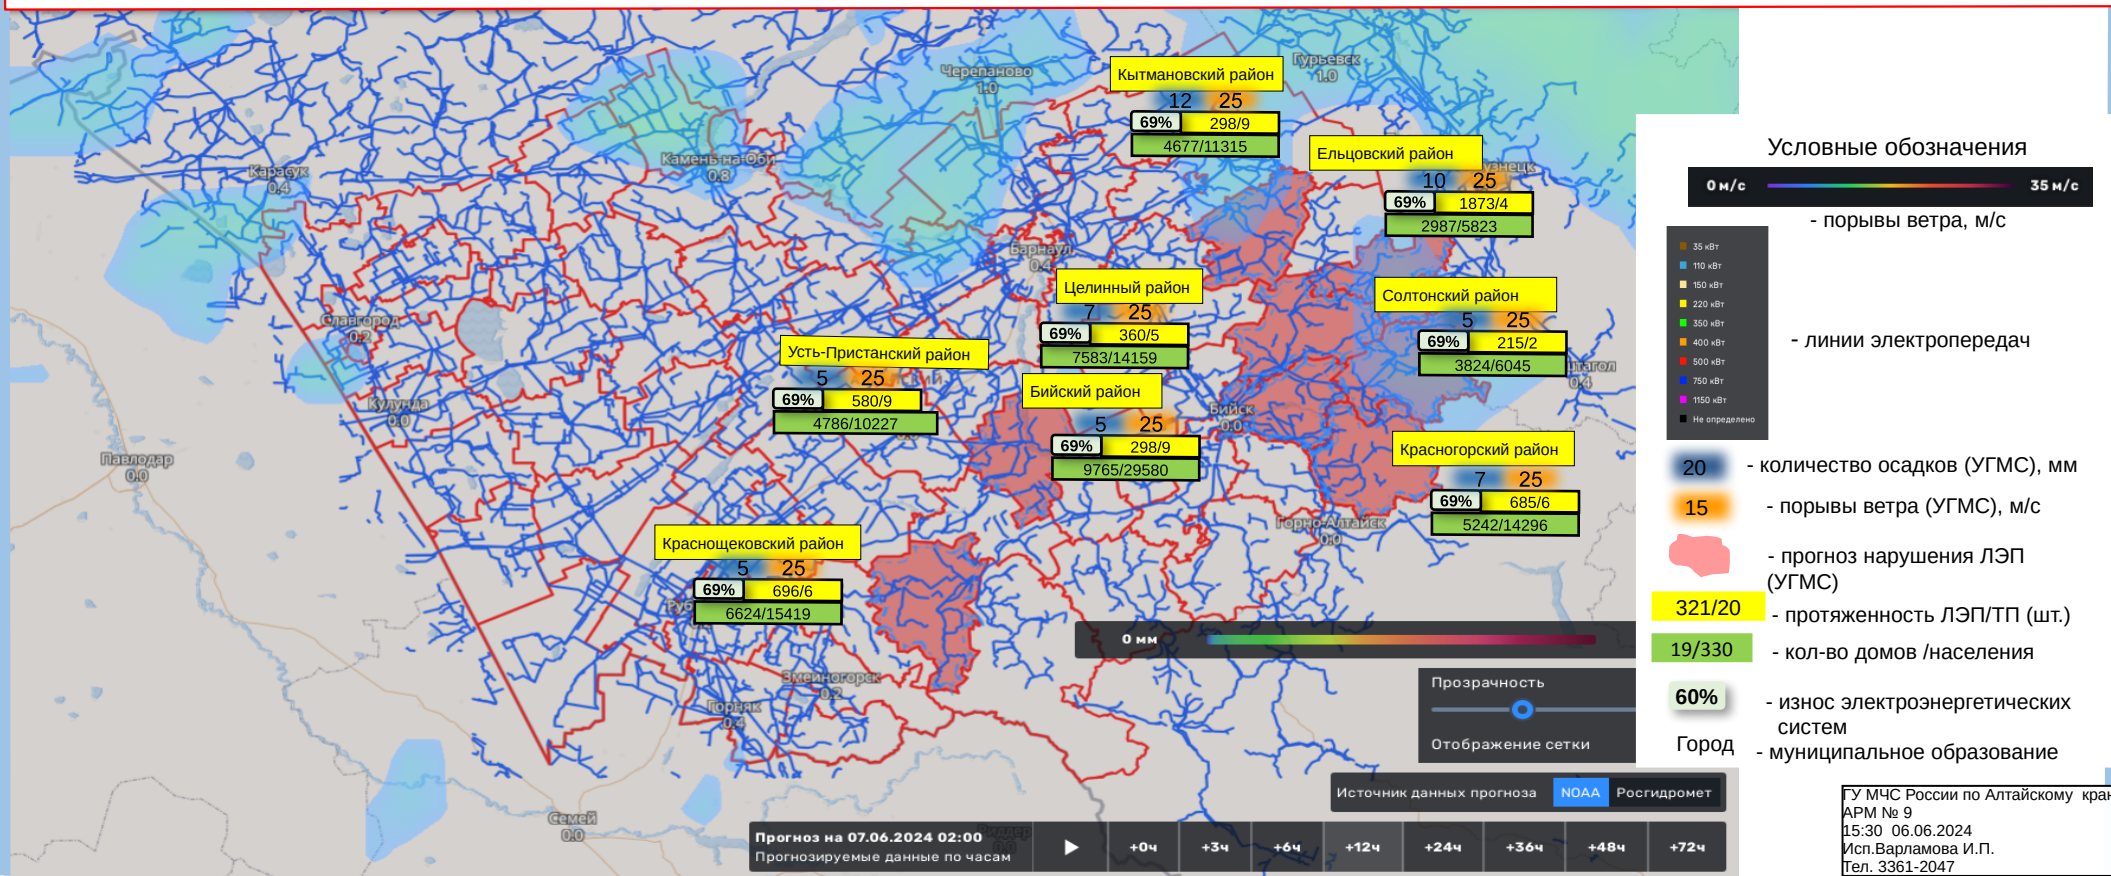 Черепаново
1.0
Гурьевск
1.0
Кытмановский район
12 25
69% 298/9
4677/11315
Карасук
0.4
Камень-на-Оби
0.8
Ельцовский район
10 25
69% 1873/4
2987/5823
Барнаул
0.4
Целинный район
7 25
69% 360/5
7583/14159
Солтонский район
5 25
69% 215/2
3824/6045
Славгород
0.2
Усть-Пристанский район
5 25
69% 580/9
4786/10227
Бийский район
5 25
69% 298/9
9765/29580
Бийск
0.0
0.4
Кулунда
0.0
Красногорский район
7 25
69% 685/6
5242/14296
Павлодар
0.0
Горно-Алтайск
0.0
Краснощековский район
5 25
69% 696/6
6624/15419
Змеиногорск
0.2
Горняк
0.4
Семей
0.0
0 мм
Прозрачность
Отображение сетки
Источник данных прогноза NOAA Росгидромет
Прогноз на 07.06.2024 02:00
Прогнозируемые данные по часам
+0ч +3ч +6ч +12ч +24ч +36ч +48ч +72ч
Условные обозначения
0 м/с 35 м/с
- порывы ветра, м/с
35 кВт
110 кВт
150 кВт
220 кВт
350 кВт
400 кВт
500 кВт
750 кВт
1150 кВт
Не определено
- линии электропередач
20 - количество осадков (УГМС), мм
15 - порывы ветра (УГМС), м/с
- прогноз нарушения ЛЭП
(УГМС)
321/20 - протяженность ЛЭП/ТП (шт.)
19/330 - кол-во домов /населения
60% - износ электроэнергетических
систем
Город - муниципальное образование
ГУ МЧС России по Алтайскому
АРМ № 9
15:30 06.06.2024
Исп.Варламова И.П.
Тел. 3361-2047